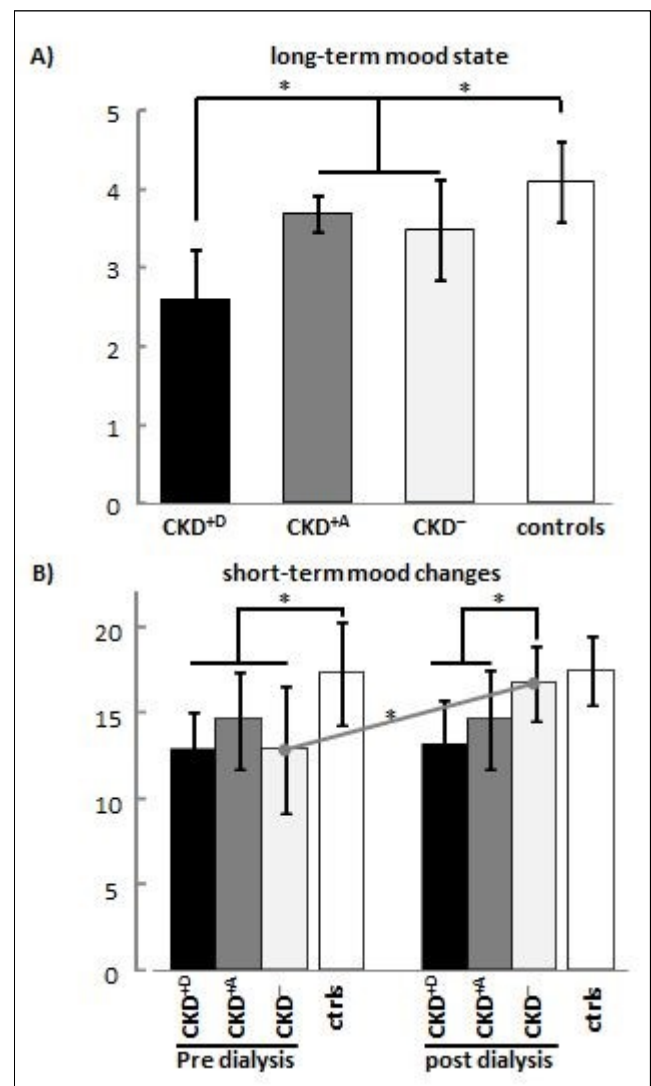 A) long-term mood state
* *
5
4
3
2
1
0
CKD⁺ᴰ CKD⁺ᴬ CKD⁻ controls
B) short-term mood changes
* *
20
*
15
10
5
0
CKD⁺ᴰ CKD⁺ᴬ CKD⁻ ctrls CKD⁺ᴰ CKD⁺ᴬ CKD⁻ ctrls
Pre dialysis post dialysis